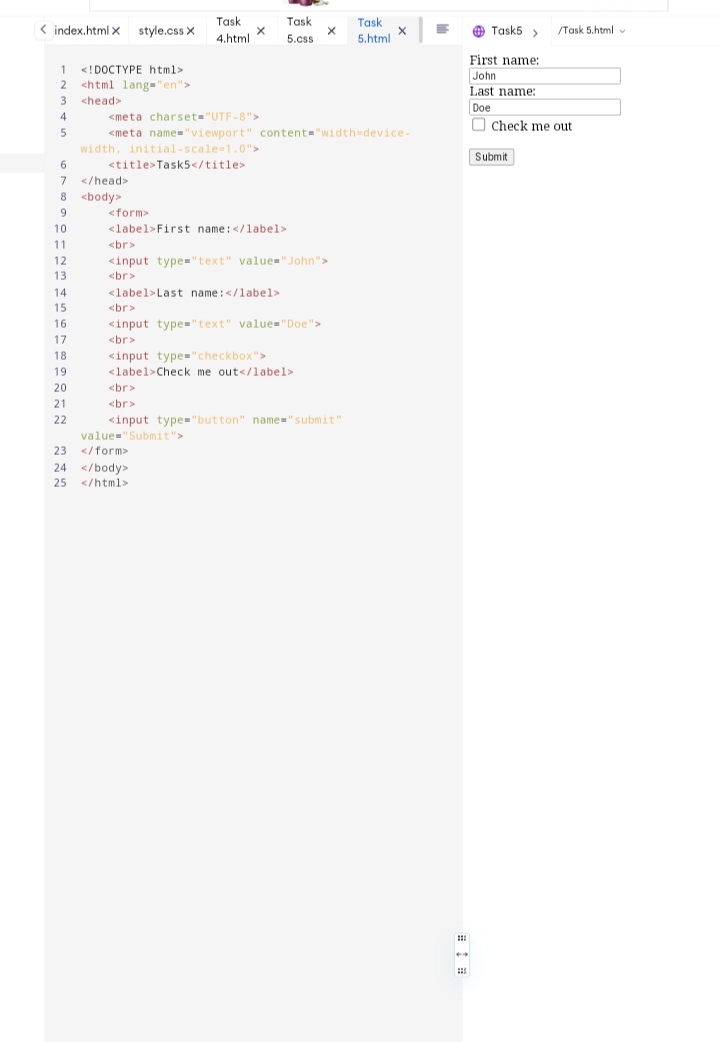 index.html
style.css
Task
4.html
Task
5.css
Task
5.html
Task5
/Task 5.html
1 <!DOCTYPE html>
2 <html lang="en">
3 <head>
4 <meta charset="UTF-8">
5 <meta name="viewport" content="width=device-
width, initial-scale=1.0">
6 <title>Task5</title>
7 </head>
8 <body>
9 <form>
10 <label>First name:</label>
11 <br>
12 <input type="text" value="John">
13 <br>
14 <label>Last name:</label>
15 <br>
16 <input type="text" value="Doe">
17 <br>
18 <input type="checkbox">
19 <label>Check me out</label>
20 <br>
21 <br>
22 <input type="button" name="submit"
value="Submit">
23 </form>
24 </body>
25 </html>
First name:
John
Last name:
Doe
Check me out
Submit